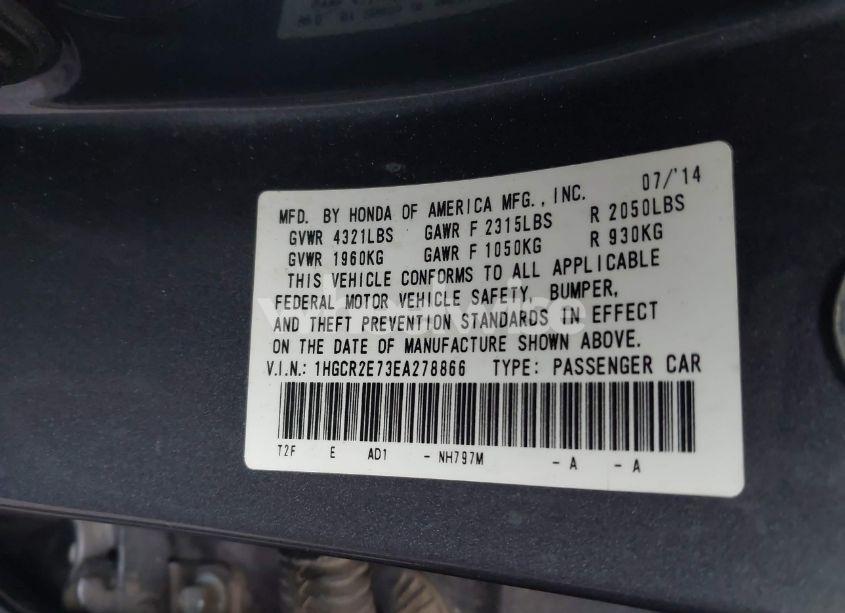 07/'14
MFD. BY HONDA OF AMERICA MFG., INC.
GVWR 4321LBS GAWR F 2315LBS R 2050LBS
GVWR 1960KG GAWR F 1050KG R 930KG
THIS VEHICLE CONFORMS TO ALL APPLICABLE
FEDERAL MOTOR VEHICLE SAFETY, BUMPER,
AND THEFT PREVENTION STANDARDS IN EFFECT
ON THE DATE OF MANUFACTURE SHOWN ABOVE.
V.I.N.: 1HGCR2E73EA278866 TYPE: PASSENGER CAR
T2F E AD1 - NH797M - A - A